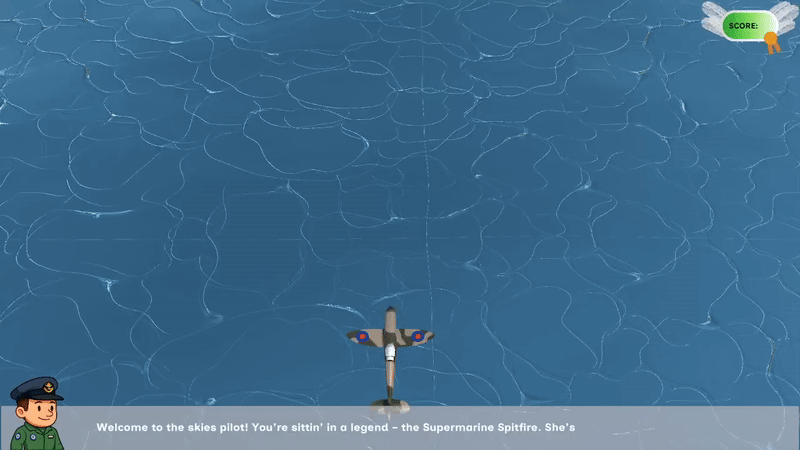 SCORE:
Welcome to the skies pilot! You're sittin' in a legend – the Supermarine Spitfire. She's